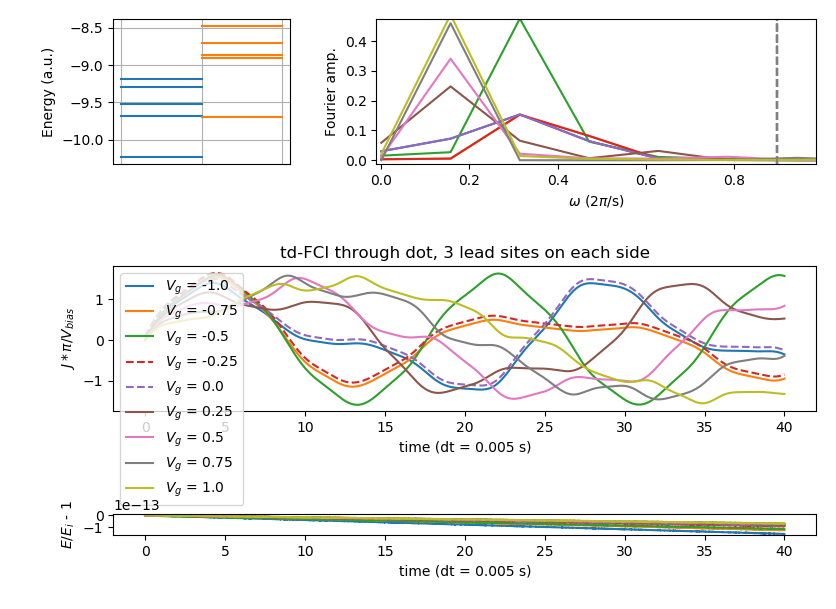 Energy (a.u.)
−8.5
−9.0
−9.5
−10.0
Fourier amp.
0.4
0.3
0.2
0.1
0.0
0.0 0.2 0.4 0.6 0.8
ω (2π/s)
td-FCI through dot, 3 lead sites on each side
J * π/V_bias
1
0
−1
V_g = -1.0
V_g = -0.75
V_g = -0.5
V_g = -0.25
V_g = 0.0
V_g = 0.25
V_g = 0.5
V_g = 0.75
V_g = 1.0
0 5 10 15 20 25 30 35 40
time (dt = 0.005 s)
1e−13
E/E_i - 1
0
−1
0 5 10 15 20 25 30 35 40
time (dt = 0.005 s)